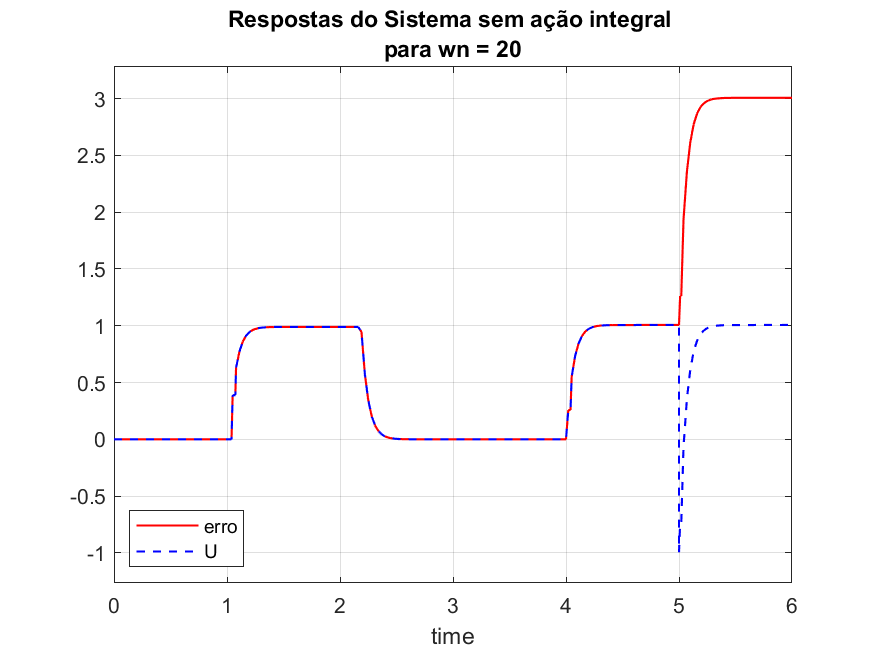 Respostas do Sistema sem ação integral
para wn = 20
3
2.5
2
1.5
1
0.5
0
-0.5
-1
erro
U
0 1 2 3 4 5 6
time